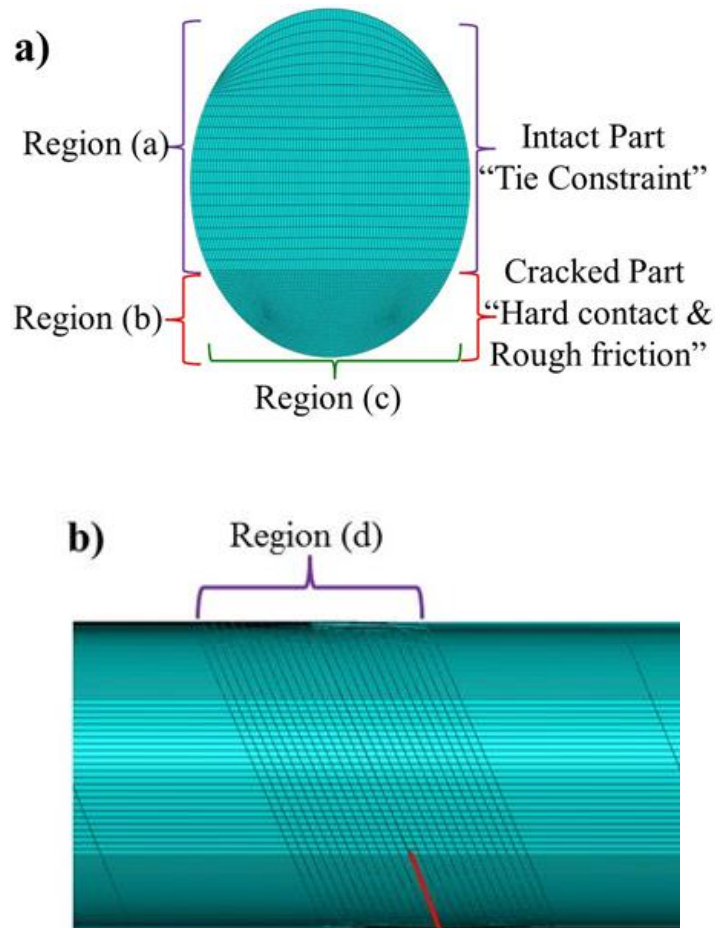 a)
Region (a)
Intact Part
“Tie Constraint”
Region (b)
Cracked Part
“Hard contact &
Rough friction”
Region (c)
b)
Region (d)